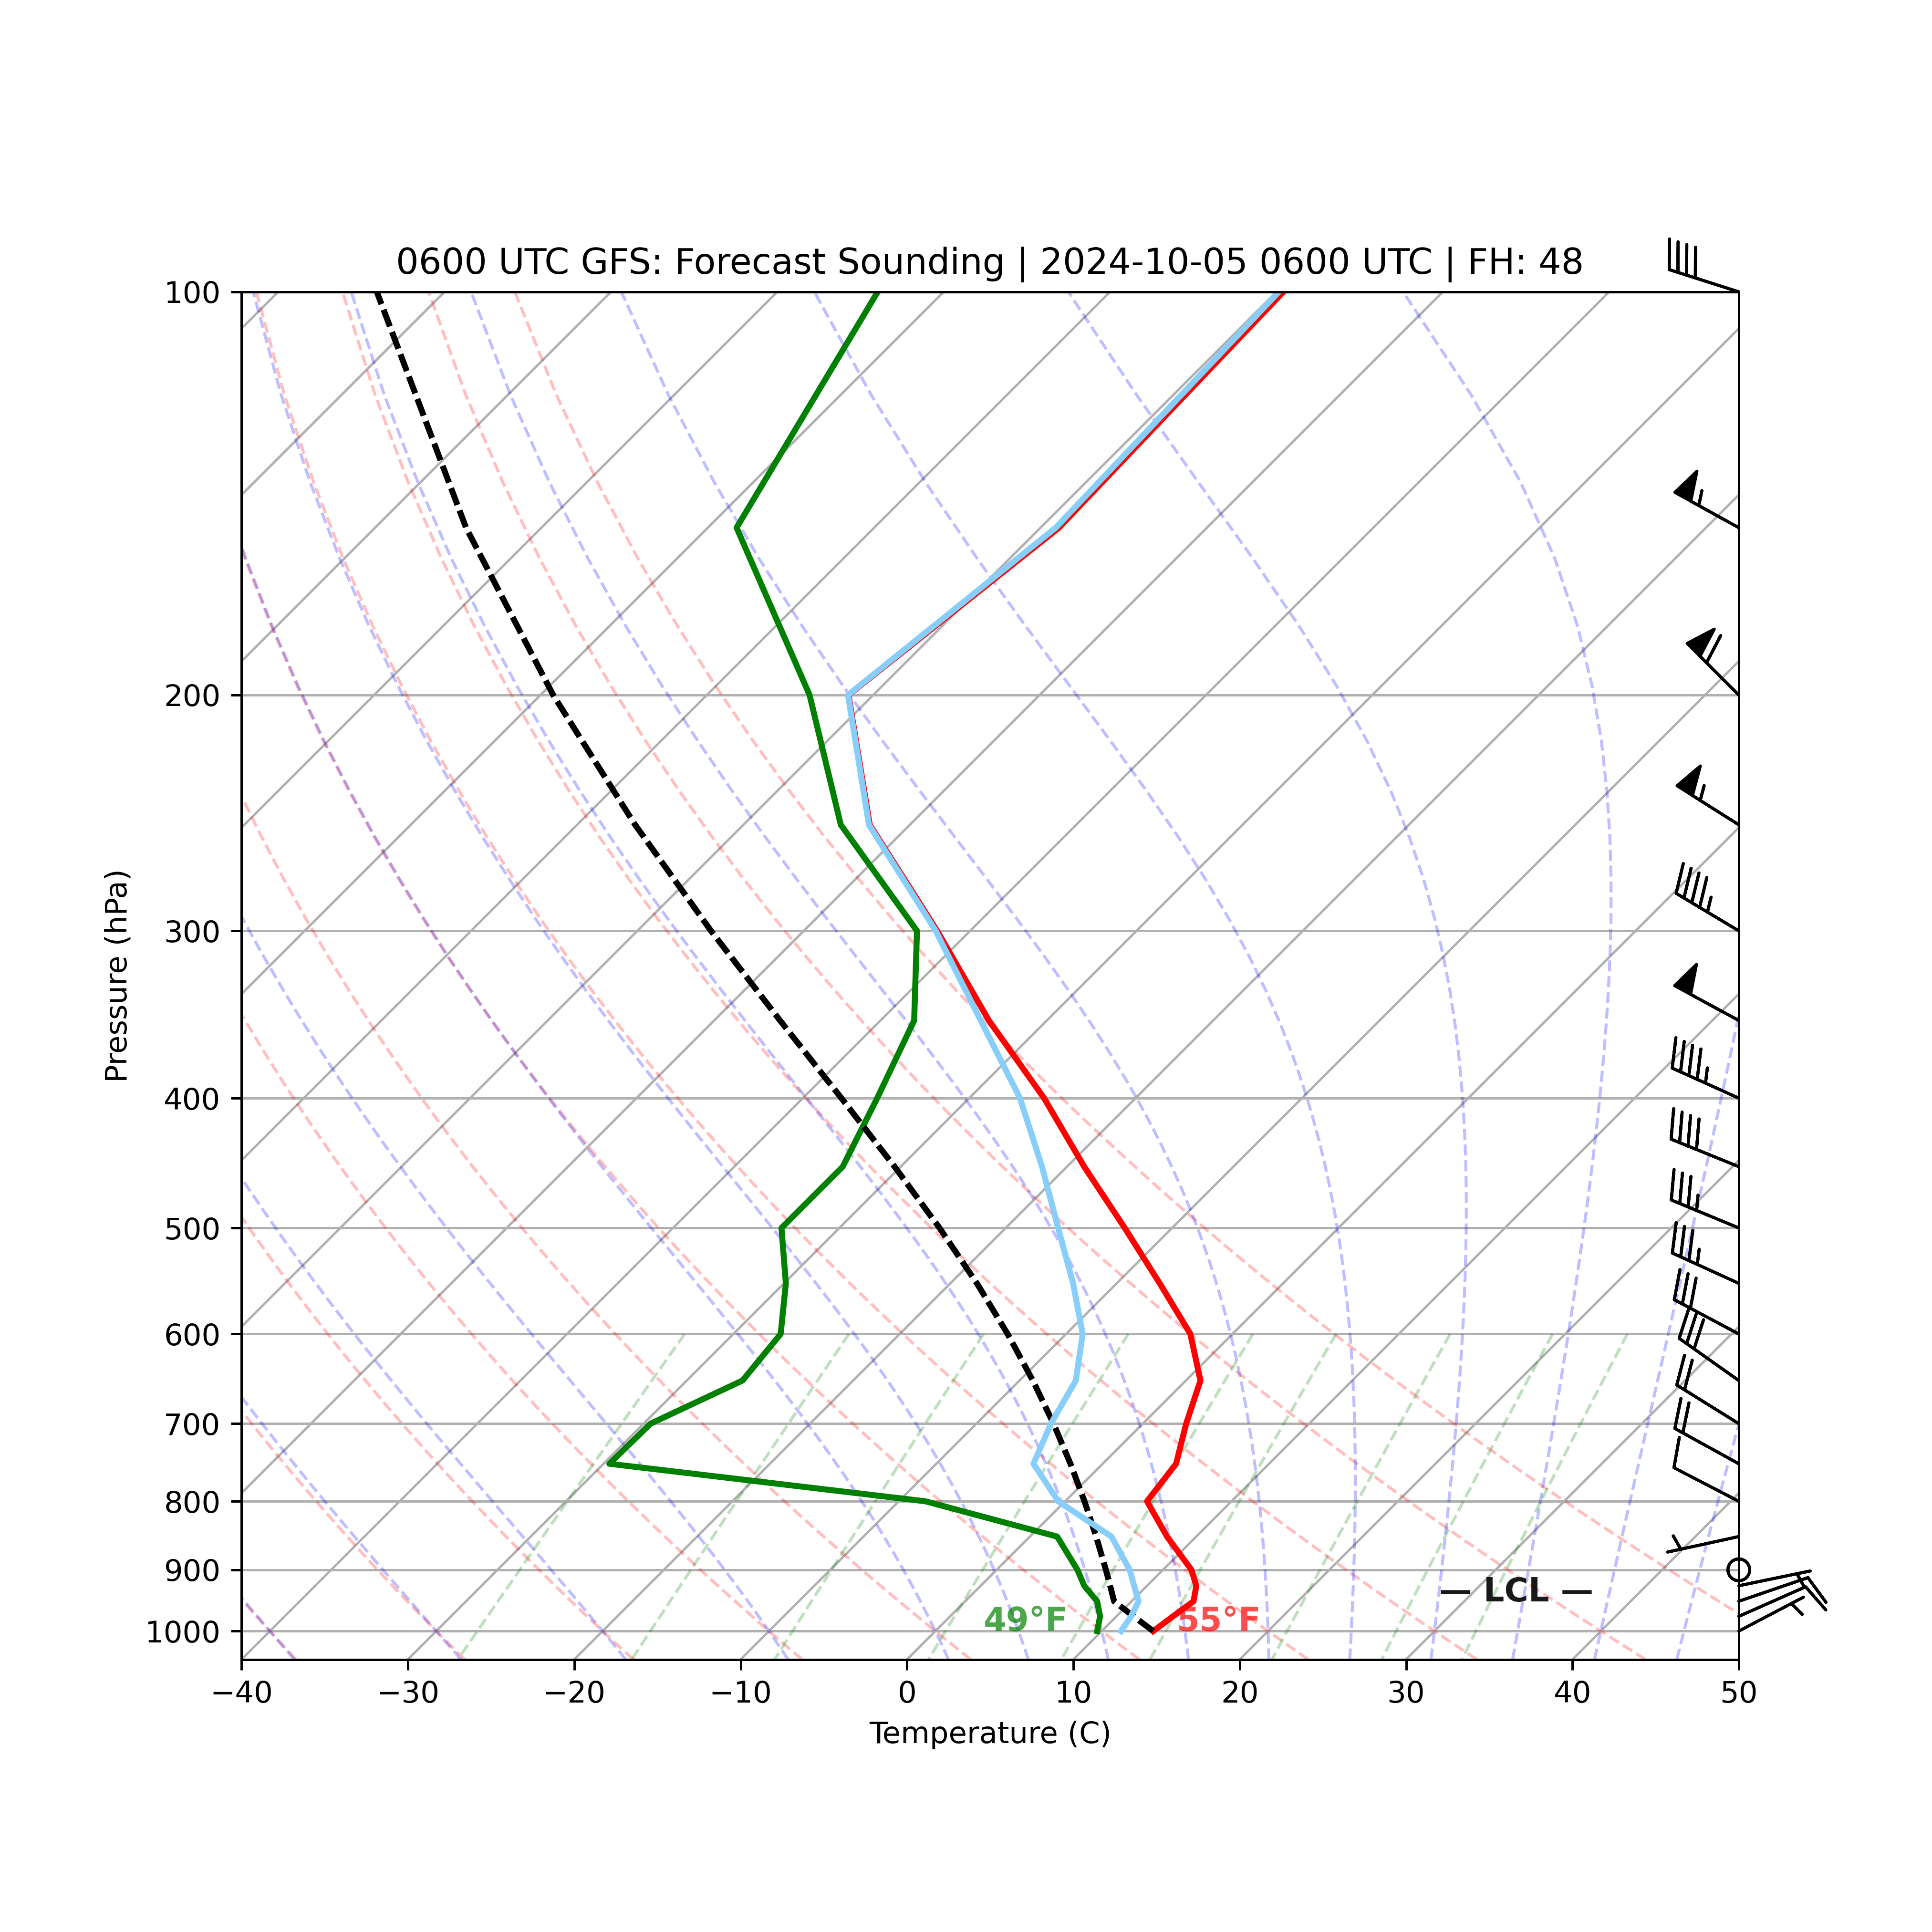 0600 UTC GFS: Forecast Sounding | 2024-10-05 0600 UTC | FH: 48
100
200
300
400
500
600
700
800
900
1000
Pressure (hPa)
— LCL —
49°F
55°F
−40 −30 −20 −10 0 10 20 30 40 50
Temperature (C)